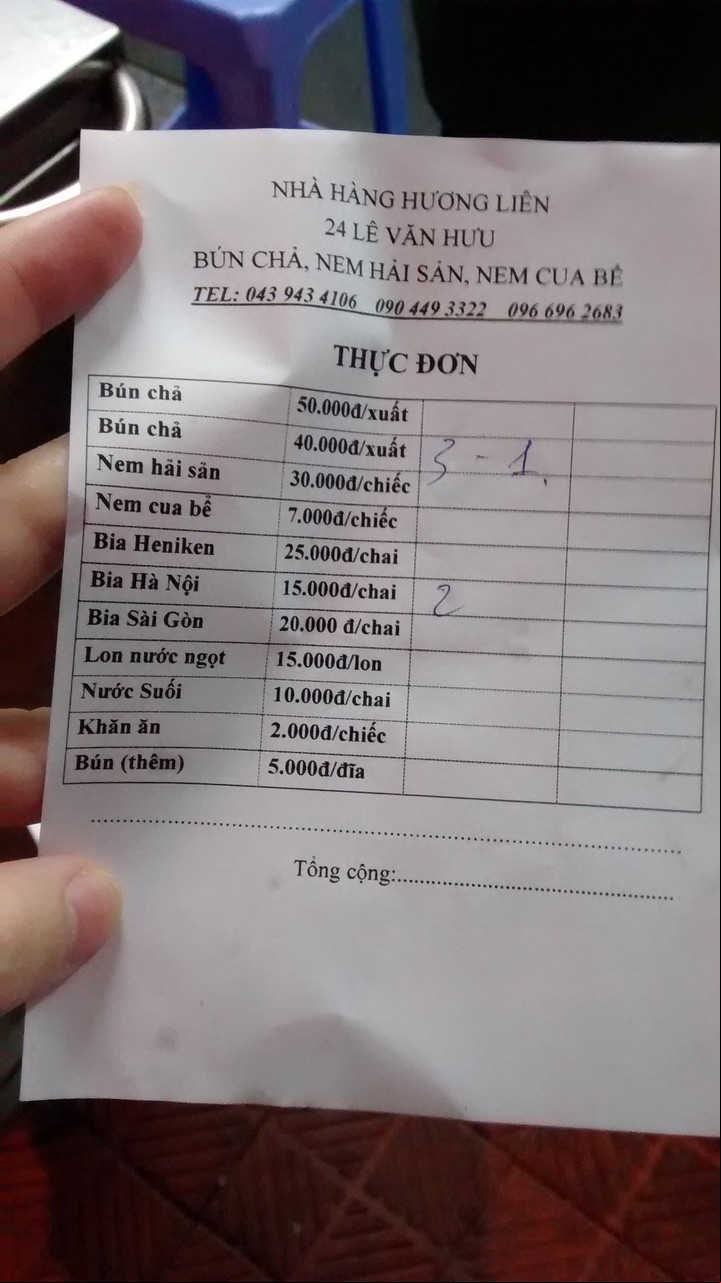 NHÀ HÀNG HƯƠNG LIÊN
24 LÊ VĂN HƯU
BÚN CHẢ, NEM HẢI SẢN, NEM CUA BỂ
TEL: 043 943 4106 090 449 3322 096 696 2683
THỰC ĐƠN
Bún chả 50.000đ/xuất
Bún chả 40.000đ/xuất 3 - 1
Nem hải sản 30.000đ/chiếc
Nem cua bể 7.000đ/chiếc
Bia Heniken 25.000đ/chai
Bia Hà Nội 15.000đ/chai 2
Bia Sài Gòn 20.000 đ/chai
Lon nước ngọt 15.000đ/lon
Nước Suối 10.000đ/chai
Khăn ăn 2.000đ/chiếc
Bún (thêm) 5.000đ/đĩa
Tổng cộng: